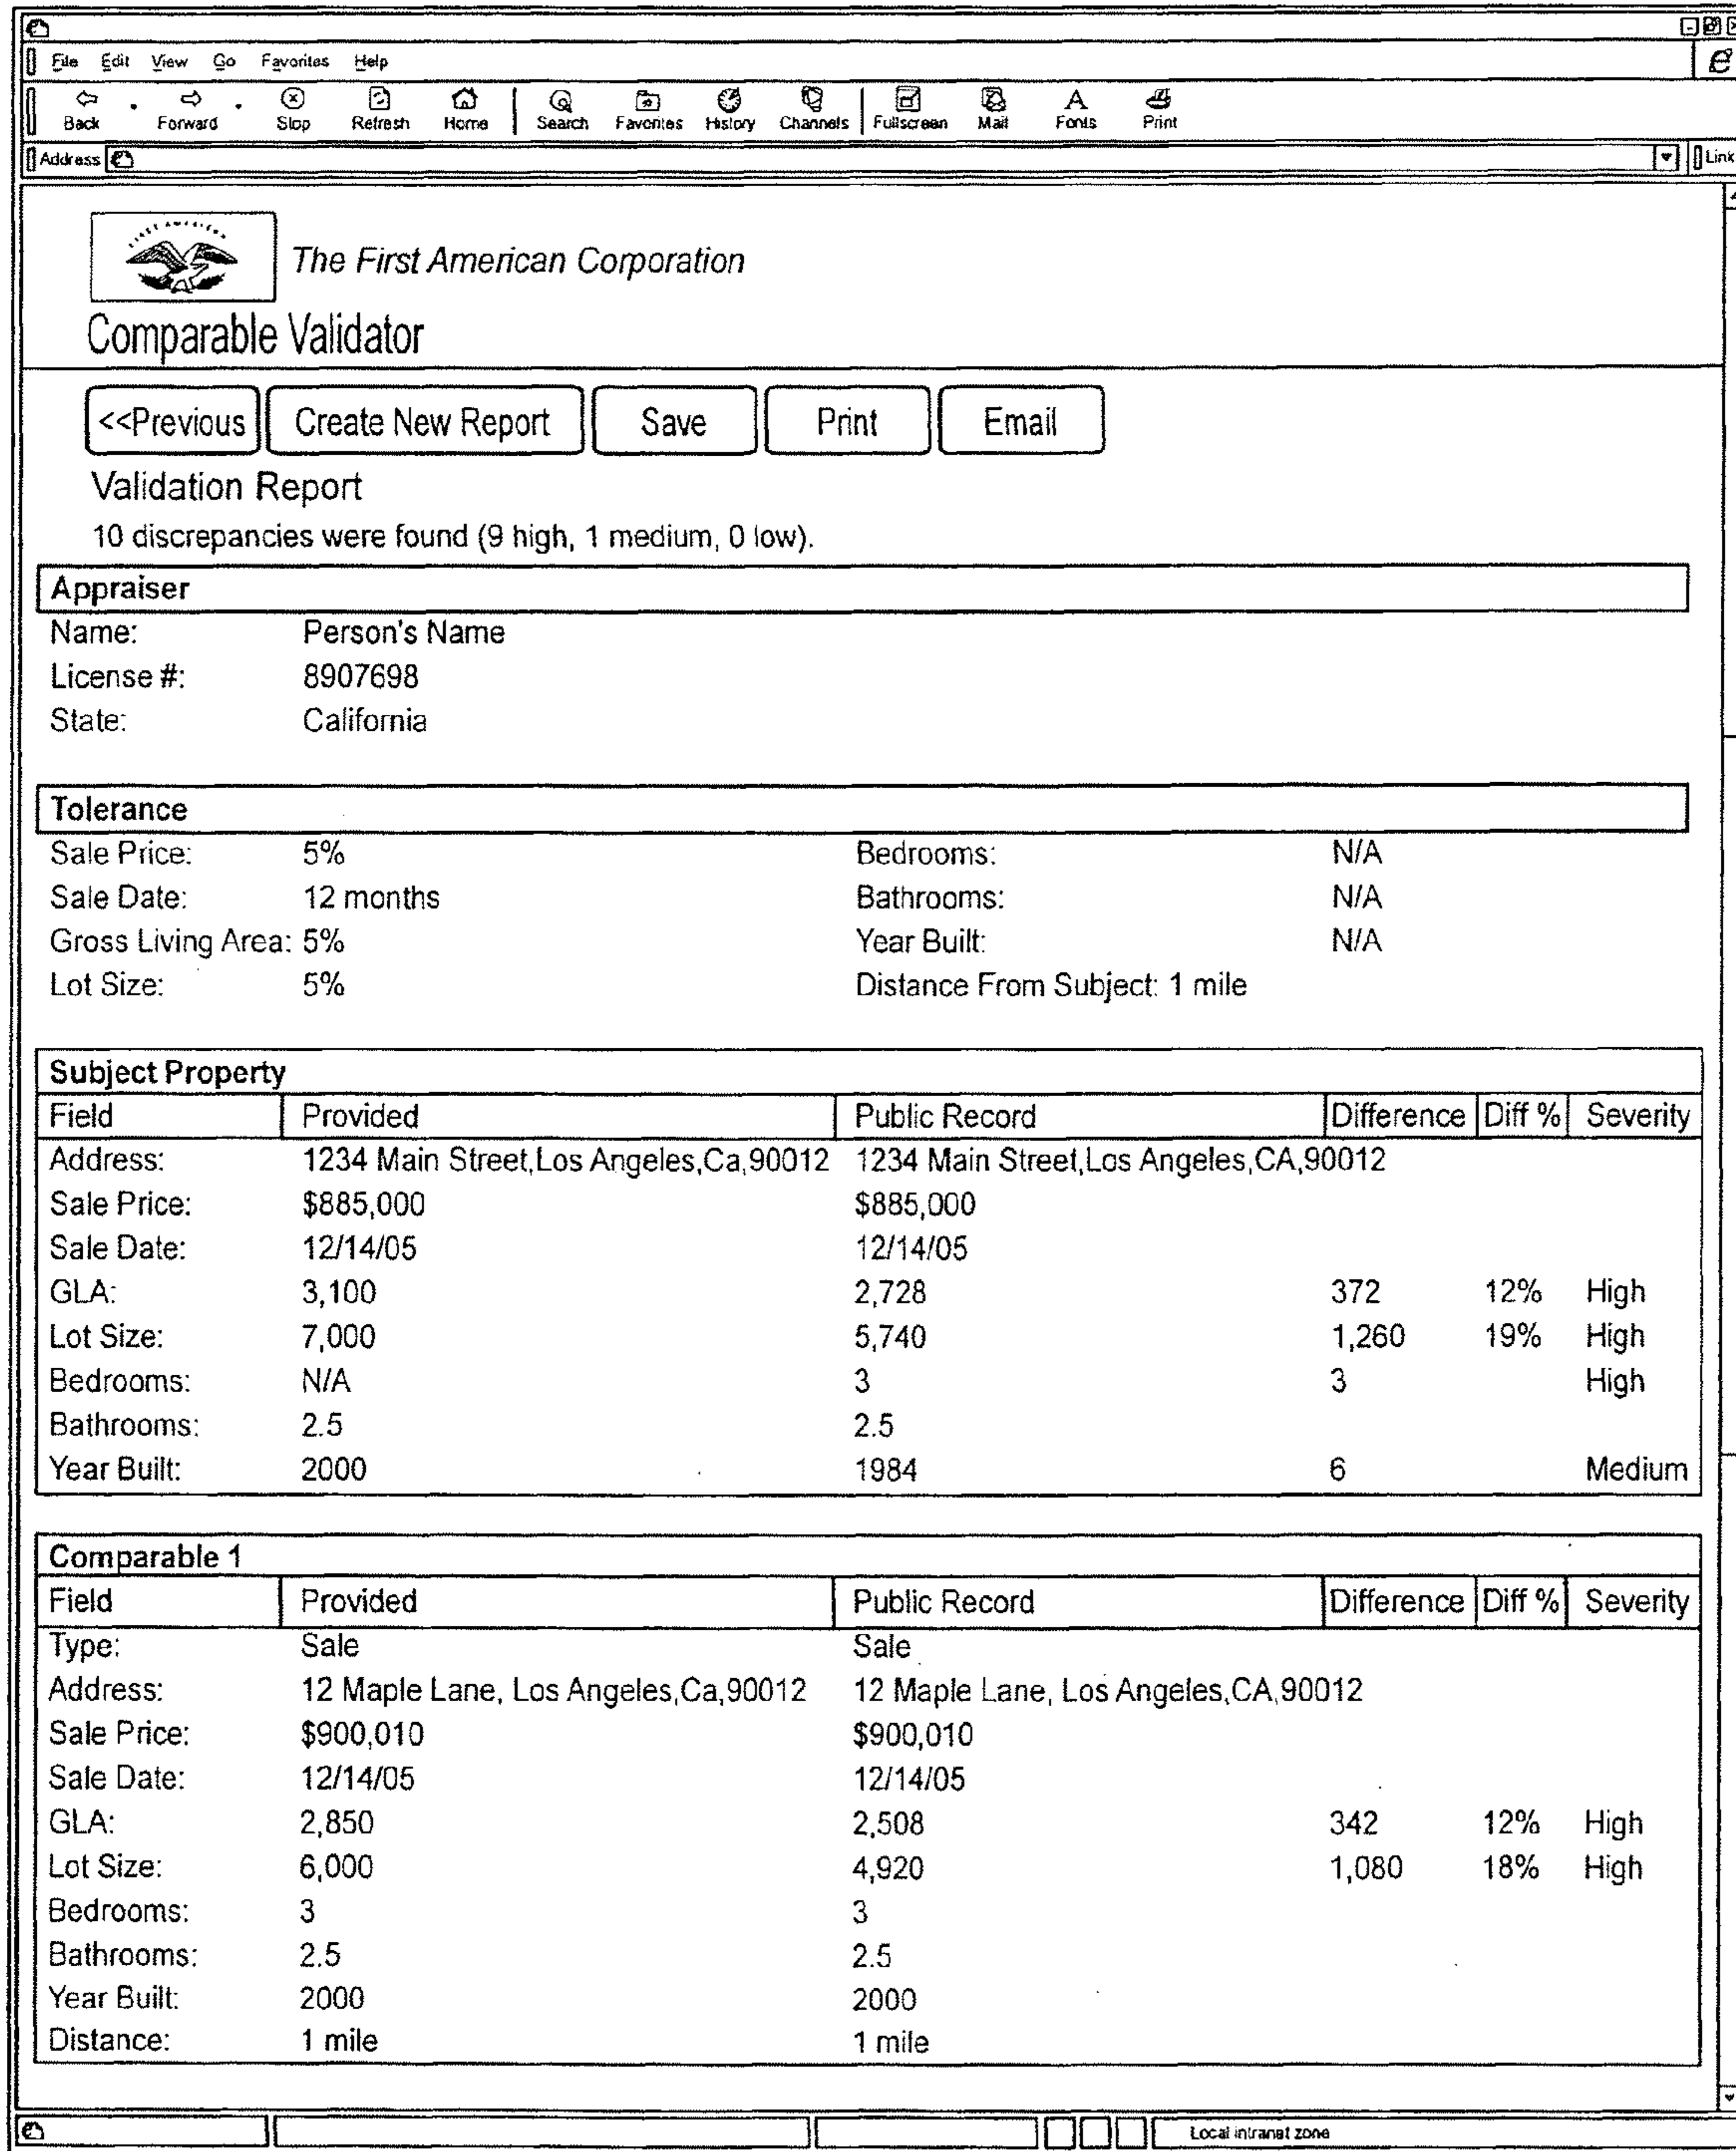 File Edit View Go Favorites Help
Back Forward Stop Refresh Home Search Favorites History Channels Fullscreen Mail Fonts Print
Address Link
FIRST AMERICAN
The First American Corporation
Comparable Validator
<<Previous Create New Report Save Print Email
Validation Report
10 discrepancies were found (9 high, 1 medium, 0 low).
Appraiser
Name: Person's Name
License #: 8907698
State: California
Tolerance
Sale Price: 5% Bedrooms: N/A
Sale Date: 12 months Bathrooms: N/A
Gross Living Area: 5% Year Built: N/A
Lot Size: 5% Distance From Subject: 1 mile
Subject Property
Field Provided Public Record Difference Diff % Severity
Address: 1234 Main Street,Los Angeles,Ca,90012 1234 Main Street,Los Angeles,CA,90012
Sale Price: $885,000 $885,000
Sale Date: 12/14/05 12/14/05
GLA: 3,100 2,728 372 12% High
Lot Size: 7,000 5,740 1,260 19% High
Bedrooms: N/A 3 3 High
Bathrooms: 2.5 2.5
Year Built: 2000 1984 6 Medium
Comparable 1
Field Provided Public Record Difference Diff % Severity
Type: Sale Sale
Address: 12 Maple Lane, Los Angeles,Ca,90012 12 Maple Lane, Los Angeles,CA,90012
Sale Price: $900,010 $900,010
Sale Date: 12/14/05 12/14/05
GLA: 2,850 2,508 342 12% High
Lot Size: 6,000 4,920 1,080 18% High
Bedrooms: 3 3
Bathrooms: 2.5 2.5
Year Built: 2000 2000
Distance: 1 mile 1 mile
Local intranet zone